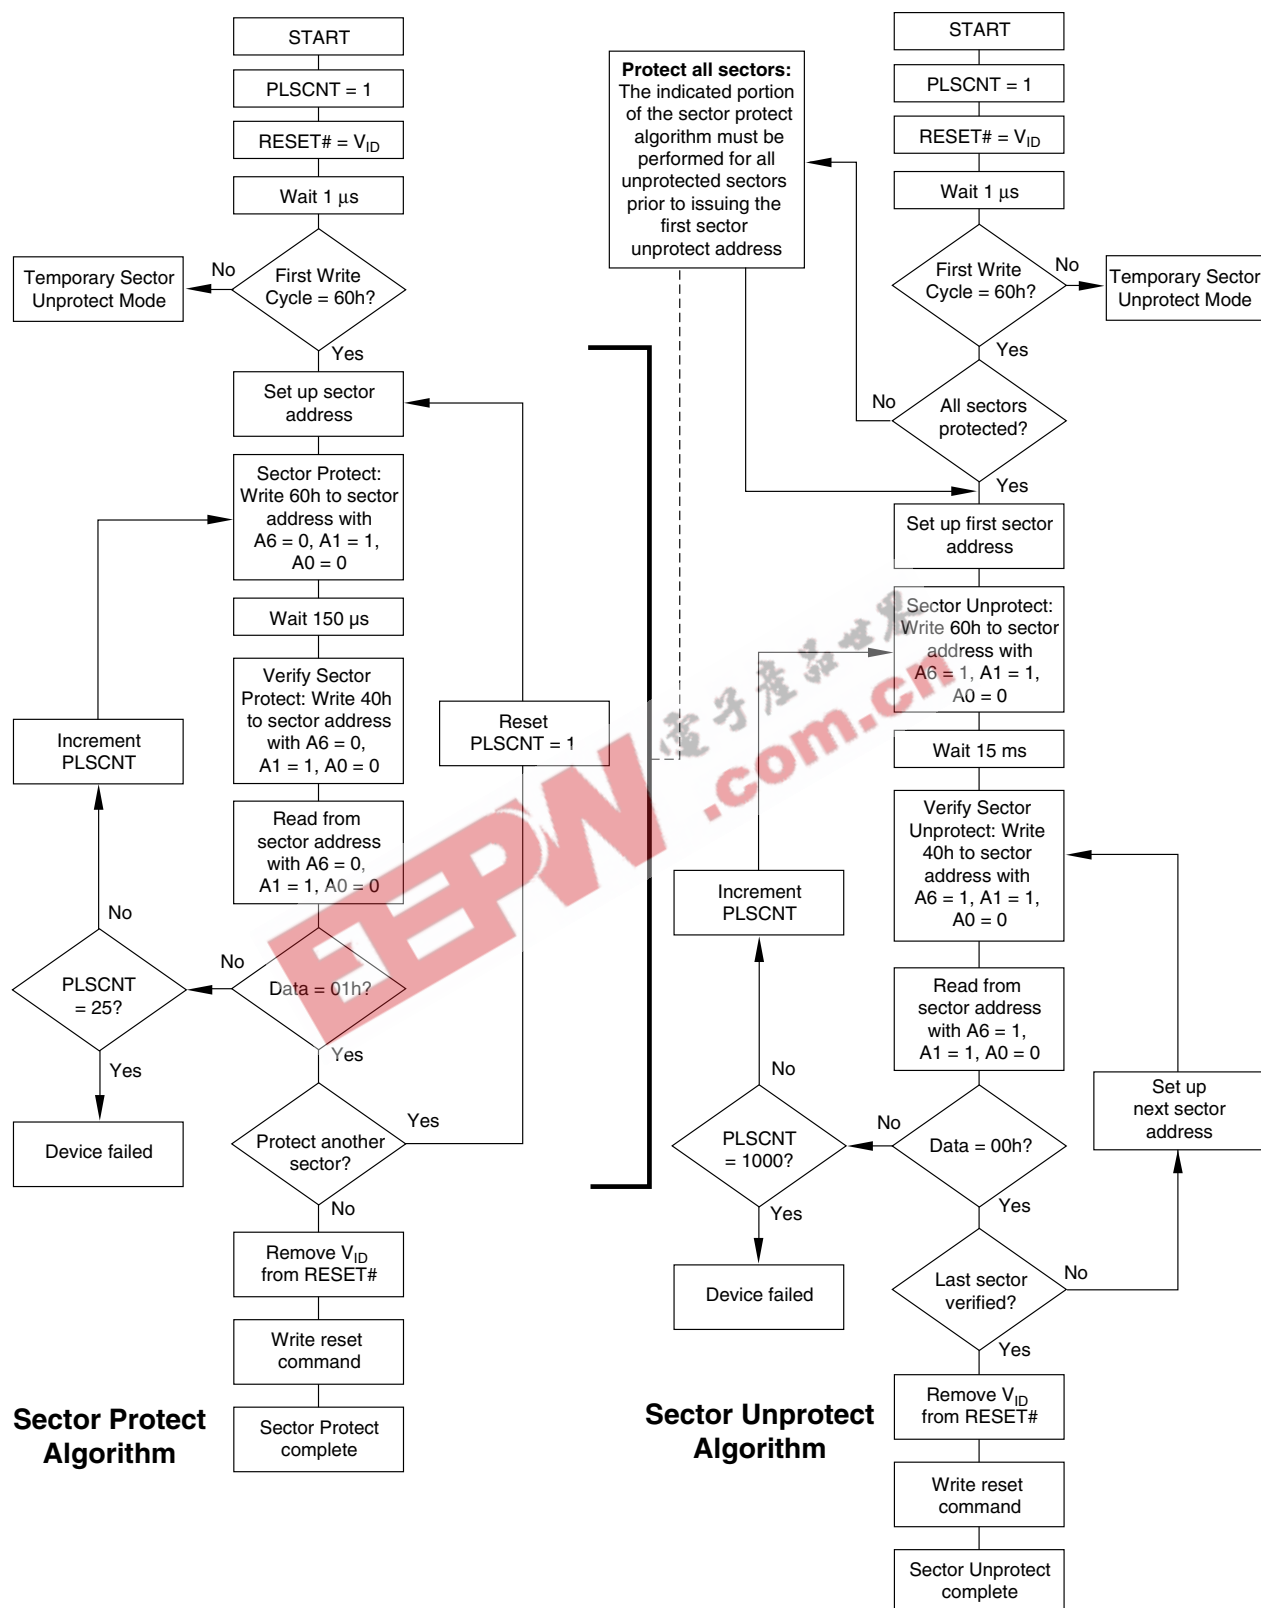 START
PLSCNT = 1
RESET# = VID
Wait 1 µs
First Write
Cycle = 60h?
No
Temporary Sector
Unprotect Mode
Yes
Set up sector
address
Sector Protect:
Write 60h to sector
address with
A6 = 0, A1 = 1,
A0 = 0
Wait 150 µs
Verify Sector
Protect: Write 40h
to sector address
with A6 = 0,
A1 = 1, A0 = 0
Read from
sector address
with A6 = 0,
A1 = 1, A0 = 0
Data = 01h?
No
PLSCNT
= 25?
No
Increment
PLSCNT
Yes
Device failed
Yes
Protect another
sector?
Yes
Reset
PLSCNT = 1
No
Remove VID
from RESET#
Write reset
command
Sector Protect
complete
Sector Protect
Algorithm
Protect all sectors:
The indicated portion
of the sector protect
algorithm must be
performed for all
unprotected sectors
prior to issuing the
first sector
unprotect address
START
PLSCNT = 1
RESET# = VID
Wait 1 µs
First Write
Cycle = 60h?
No
Temporary Sector
Unprotect Mode
Yes
All sectors
protected?
No
Yes
Set up first sector
address
Sector Unprotect:
Write 60h to sector
address with
A6 = 1, A1 = 1,
A0 = 0
Wait 15 ms
Verify Sector
Unprotect: Write
40h to sector
address with
A6 = 1, A1 = 1,
A0 = 0
Read from
sector address
with A6 = 1,
A1 = 1, A0 = 0
Data = 00h?
No
PLSCNT
= 1000?
No
Increment
PLSCNT
Yes
Device failed
Yes
Last sector
verified?
No
Set up
next sector
address
Yes
Remove VID
from RESET#
Write reset
command
Sector Unprotect
complete
Sector Unprotect
Algorithm
EEPW
電子產品世界
.com.cn